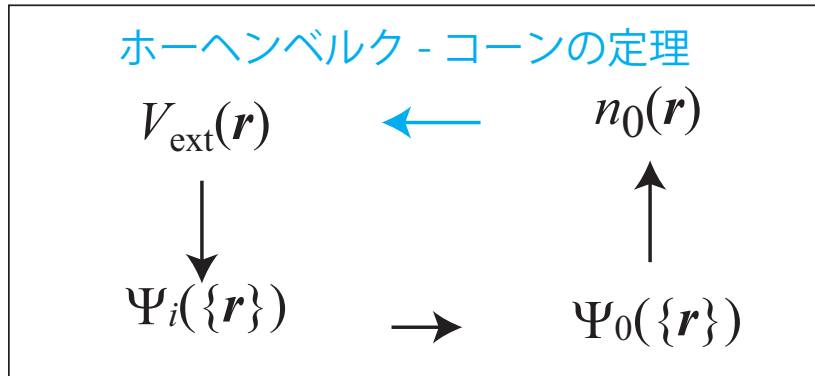 ホーヘンベルク - コーンの定理
V_ext(r) n_0(r)
Ψ_i({r}) Ψ_0({r})